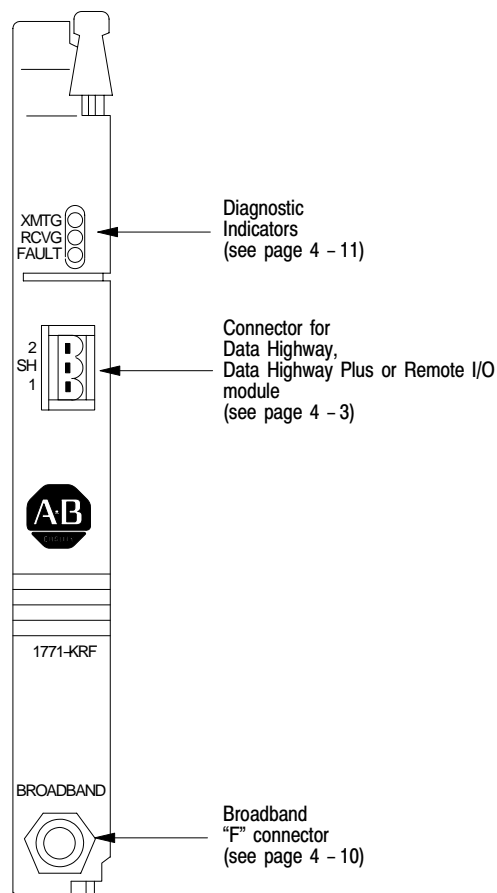 XMTG
RCVG
FAULT
Diagnostic
Indicators
(see page 4 – 11)
2
SH
1
Connector for
Data Highway,
Data Highway Plus or Remote I/O
module
(see page 4 – 3)
A·B
QUALITY
1771-KRF
BROADBAND
Broadband
“F” connector
(see page 4 – 10)